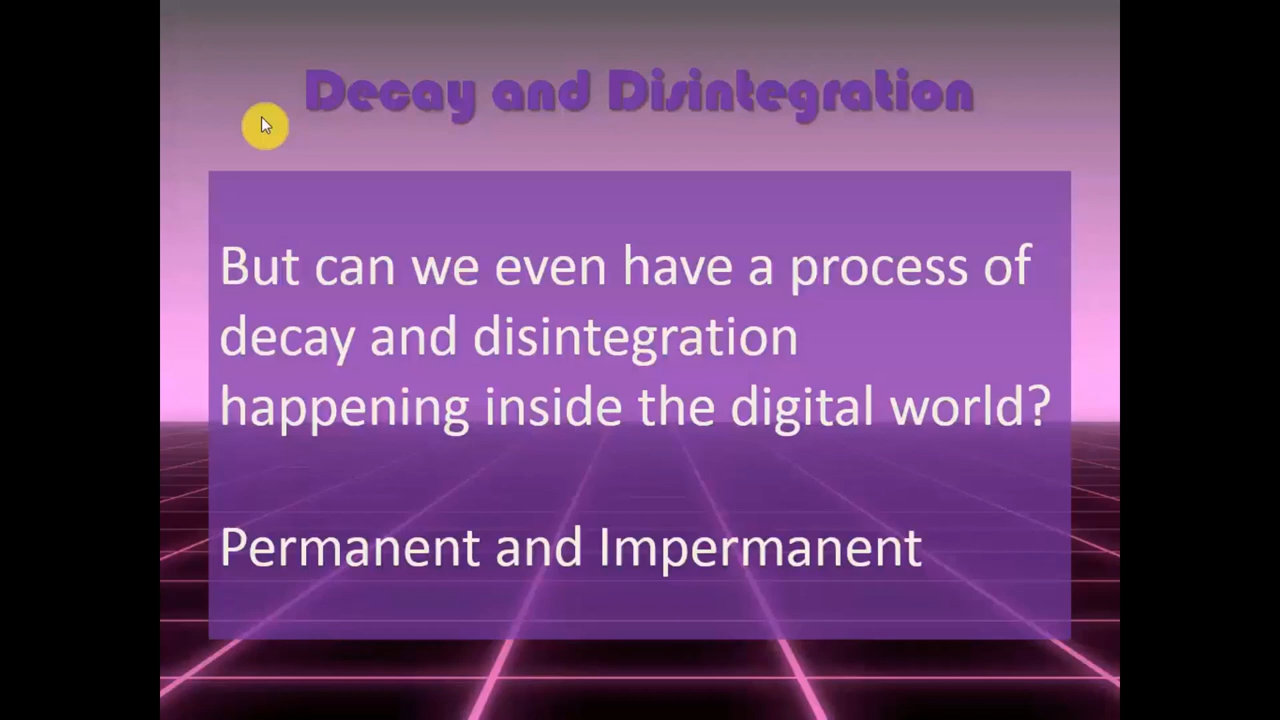 Decay and Disintegration
But can we even have a process of
decay and disintegration
happening inside the digital world?
Permanent and Impermanent